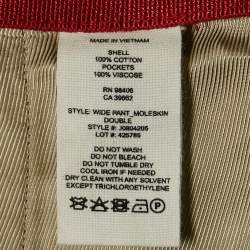 MADE IN VIETNAM
SHELL
100% COTTON
POCKETS
100% VISCOSE
RN 98406
CA 39662
STYLE: WIDE PANT_MOLESKIN
DOUBLE
STYLE #: J0804205
LOT #: 425785
DO NOT WASH
DO NOT BLEACH
DO NOT TUMBLE DRY
COOL IRON IF NEEDED
DRY CLEAN WITH ANY SOLVENT
EXCEPT TRICHLOROETHYLENE